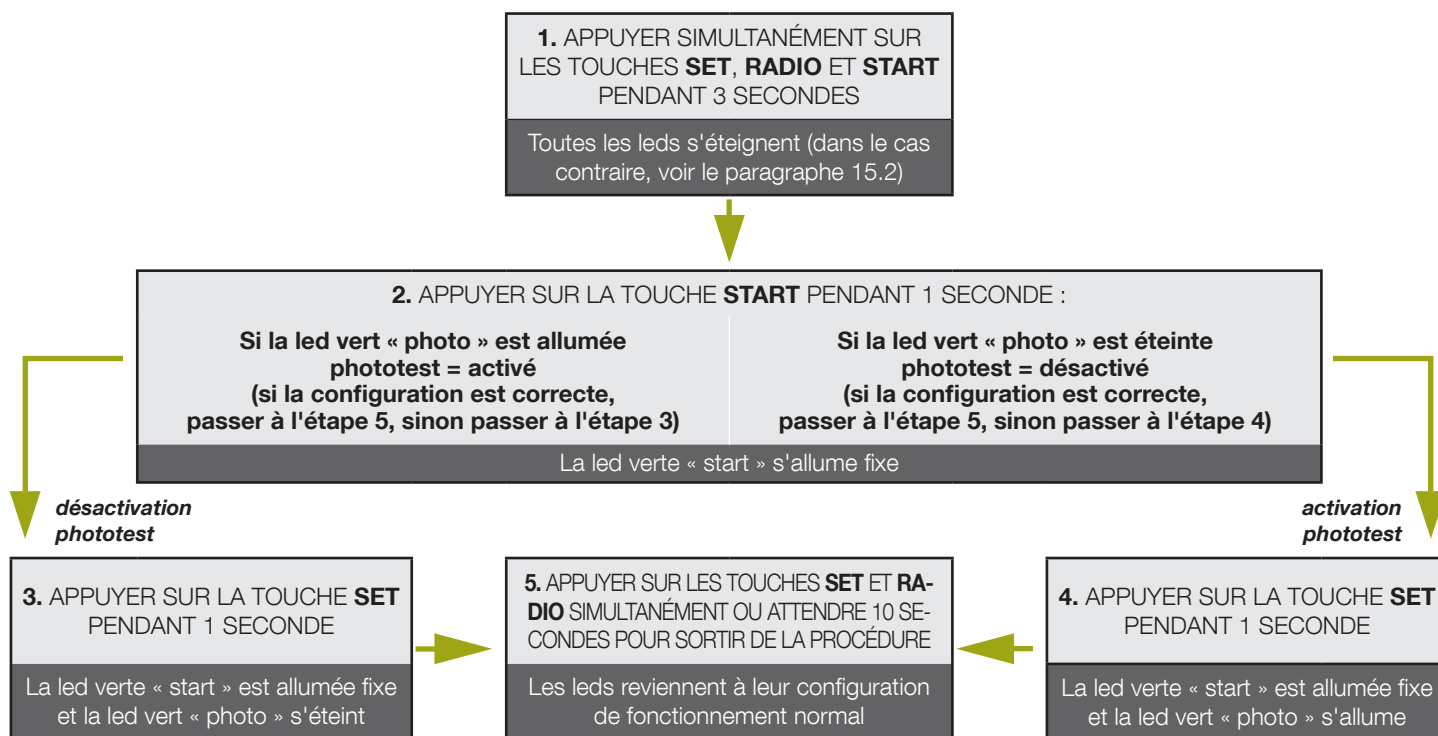 1. APPUYER SIMULTANÉMENT SUR
LES TOUCHES SET, RADIO ET START
PENDANT 3 SECONDES
Toutes les leds s'éteignent (dans le cas
contraire, voir le paragraphe 15.2)
2. APPUYER SUR LA TOUCHE START PENDANT 1 SECONDE :
Si la led vert « photo » est allumée
phototest = activé
(si la configuration est correcte,
passer à l'étape 5, sinon passer à l'étape 3)
Si la led vert « photo » est éteinte
phototest = désactivé
(si la configuration est correcte,
passer à l'étape 5, sinon passer à l'étape 4)
La led verte « start » s'allume fixe
désactivation
phototest
activation
phototest
3. APPUYER SUR LA TOUCHE SET
PENDANT 1 SECONDE
La led verte « start » est allumée fixe
et la led vert « photo » s'éteint
5. APPUYER SUR LES TOUCHES SET ET RA-
DIO SIMULTANÉMENT OU ATTENDRE 10 SE-
CONDES POUR SORTIR DE LA PROCÉDURE
Les leds reviennent à leur configuration
de fonctionnement normal
4. APPUYER SUR LA TOUCHE SET
PENDANT 1 SECONDE
La led verte « start » est allumée fixe
et la led vert « photo » s'allume